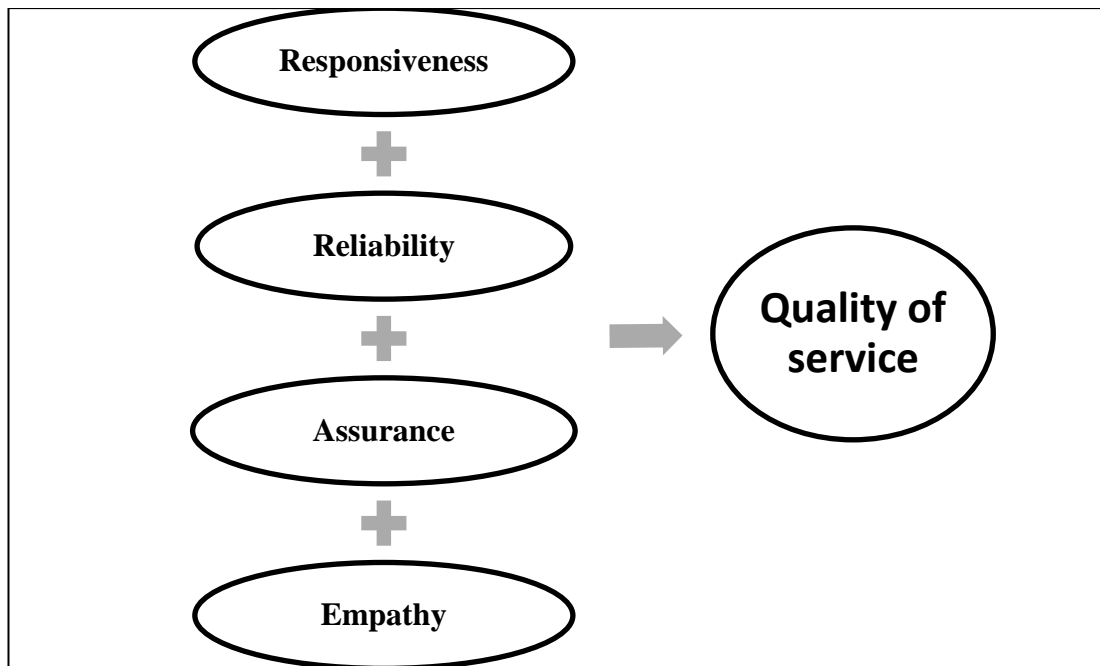 Responsiveness
Reliability
Assurance
Empathy
Quality of
service